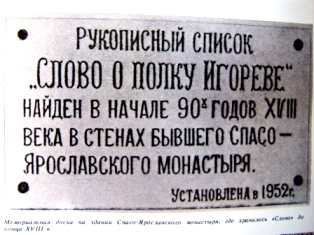 РУКОПИСНЫЙ СПИСОК
„СЛОВО О ПОЛКУ ИГОРЕВЕ“
НАЙДЕН В НАЧАЛЕ 90Х ГОДОВ XVIII
ВЕКА В СТЕНАХ БЫВШЕГО СПАСО–
ЯРОСЛАВСКОГО МОНАСТЫРЯ.
УСТАНОВЛЕНА в 1952г.
Мемориальная доска на здании Спасо-Ярославского монастыря, где хранилось «Слово» до
конца XVIII в.